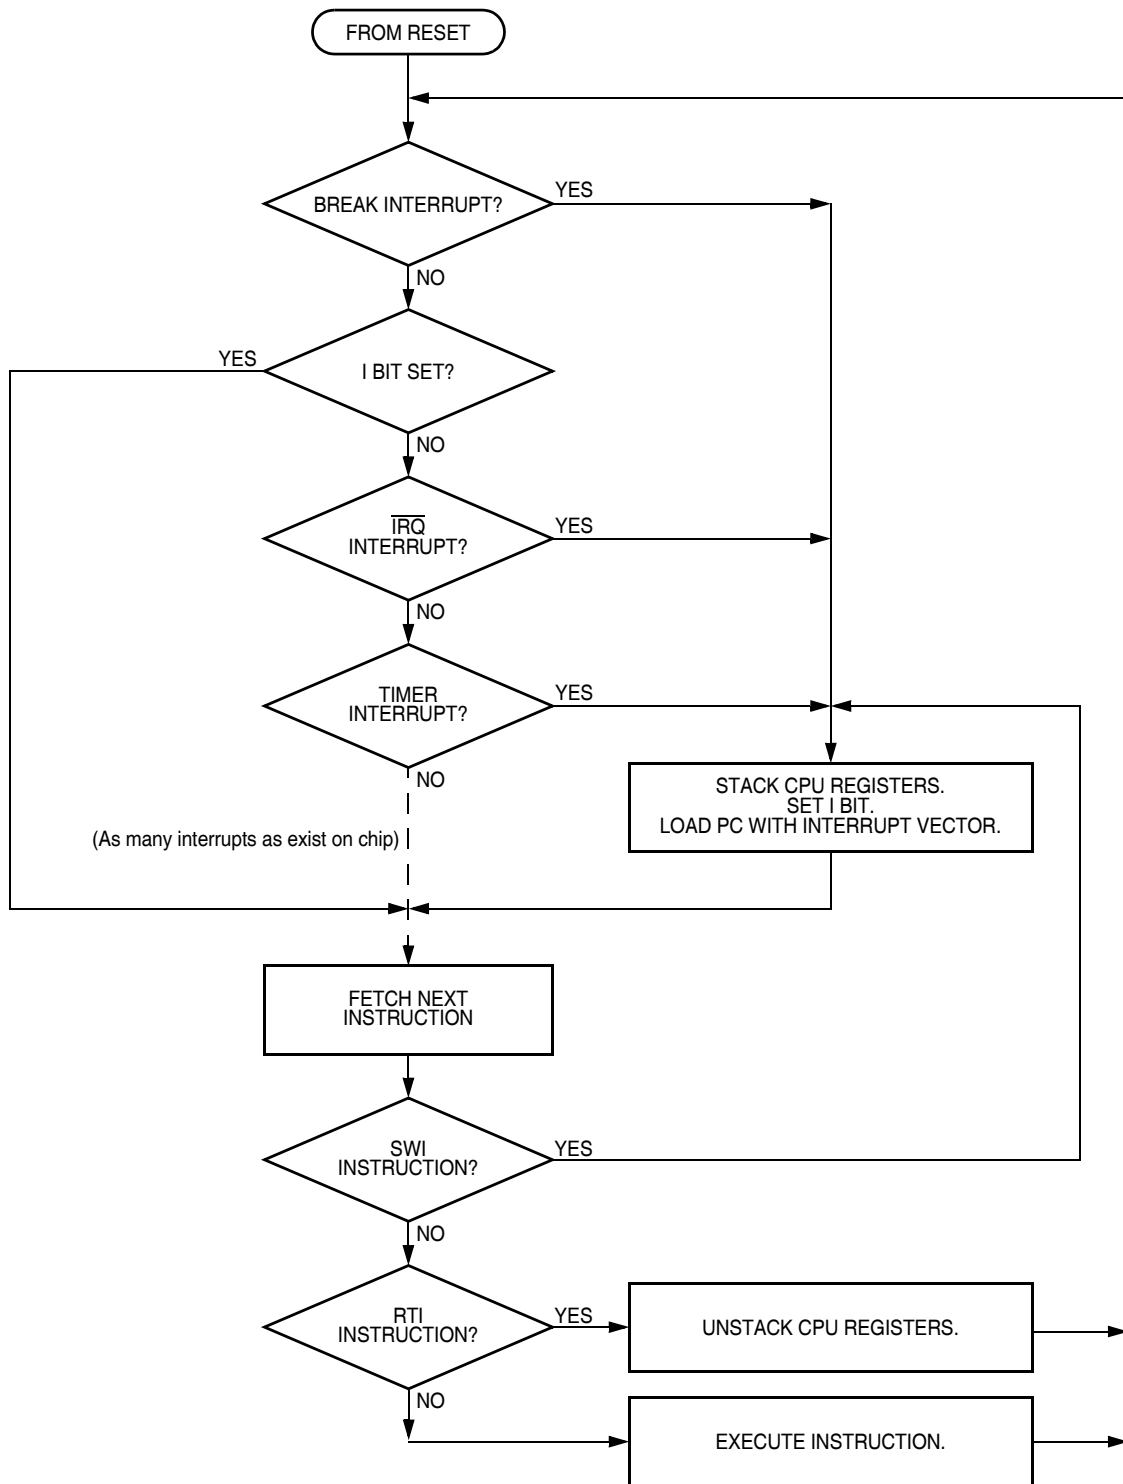 FROM RESET
BREAK INTERRUPT?
YES
NO
YES
I BIT SET?
NO
IRQ
INTERRUPT?
YES
NO
TIMER
INTERRUPT?
YES
NO
STACK CPU REGISTERS.
SET I BIT.
LOAD PC WITH INTERRUPT VECTOR.
(As many interrupts as exist on chip)
FETCH NEXT
INSTRUCTION
SWI
INSTRUCTION?
YES
NO
RTI
INSTRUCTION?
YES
UNSTACK CPU REGISTERS.
NO
EXECUTE INSTRUCTION.